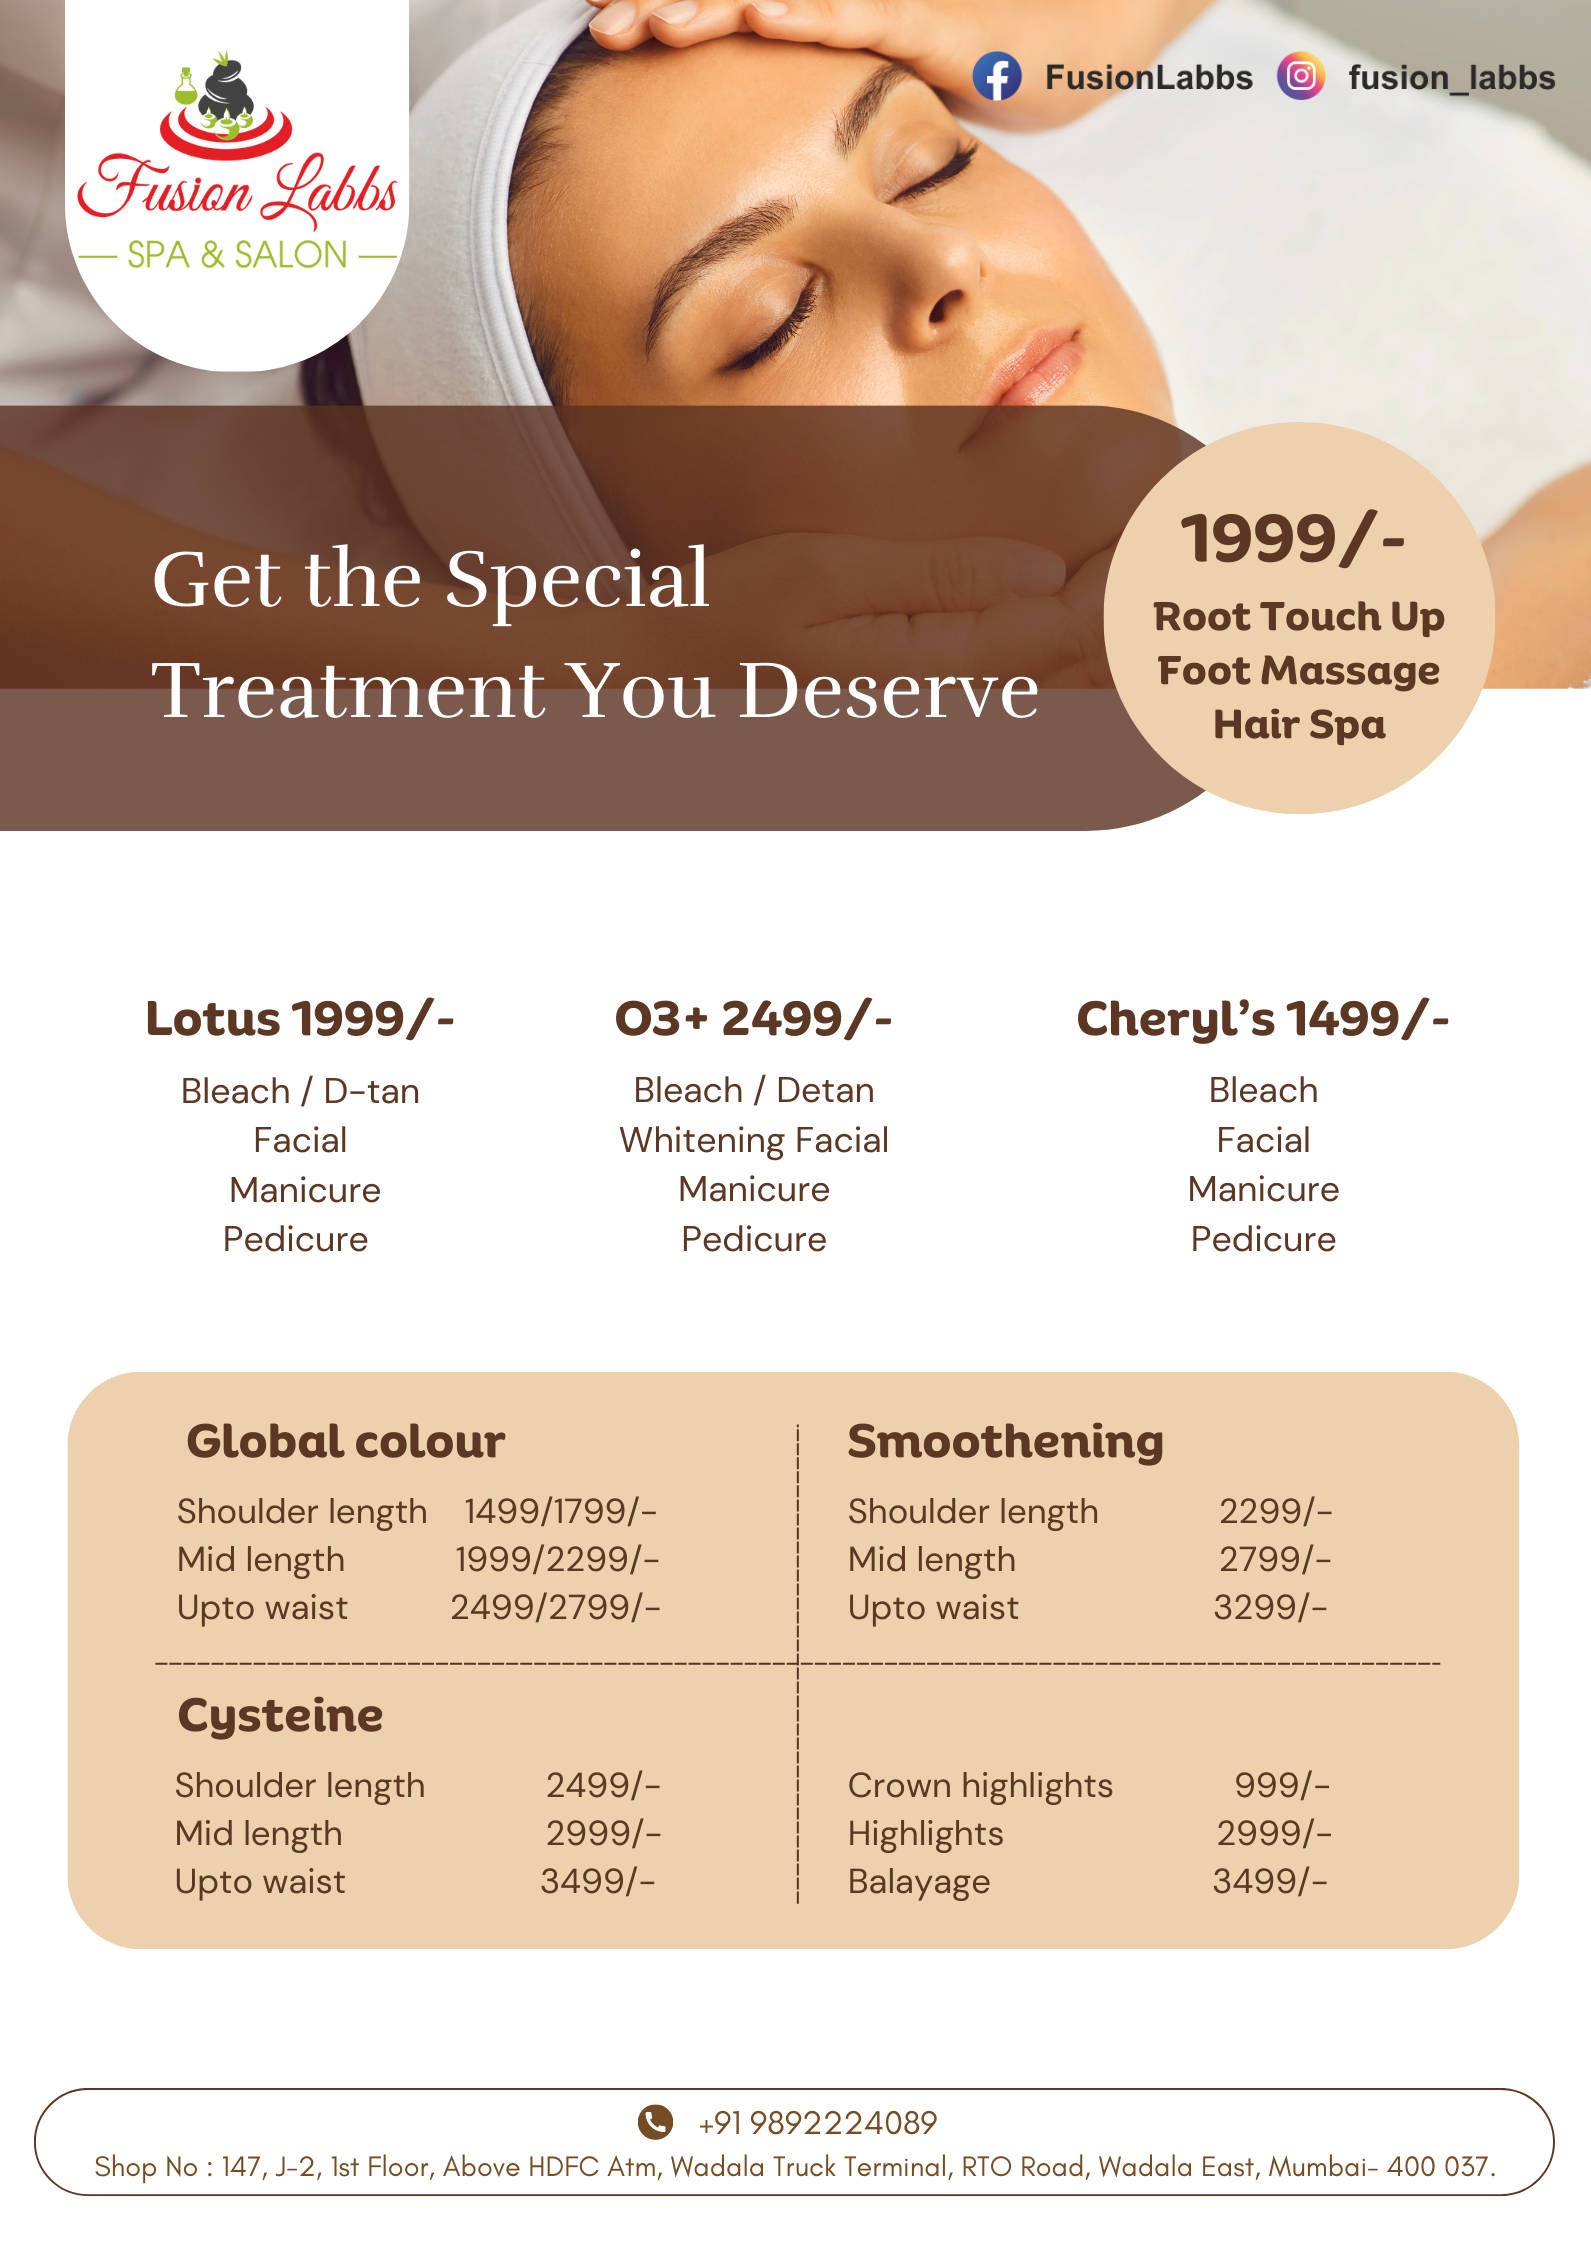 Fusion Labbs
SPA & SALON
FusionLabbs
fusion_labbs
Get the Special
Treatment You Deserve
1999/-
Root Touch Up
Foot Massage
Hair Spa
Lotus 1999/-
Bleach / D-tan
Facial
Manicure
Pedicure
O3+ 2499/-
Bleach / Detan
Whitening Facial
Manicure
Pedicure
Cheryl's 1499/-
Bleach
Facial
Manicure
Pedicure
Global colour
Shoulder length 1499/1799/-
Mid length 1999/2299/-
Upto waist 2499/2799/-
Smoothening
Shoulder length 2299/-
Mid length 2799/-
Upto waist 3299/-
Cysteine
Shoulder length 2499/-
Mid length 2999/-
Upto waist 3499/-
Crown highlights 999/-
Highlights 2999/-
Balayage 3499/-
+91 9892224089
Shop No : 147, J-2, 1st Floor, Above HDFC Atm, Wadala Truck Terminal, RTO Road, Wadala East, Mumbai- 400 037.